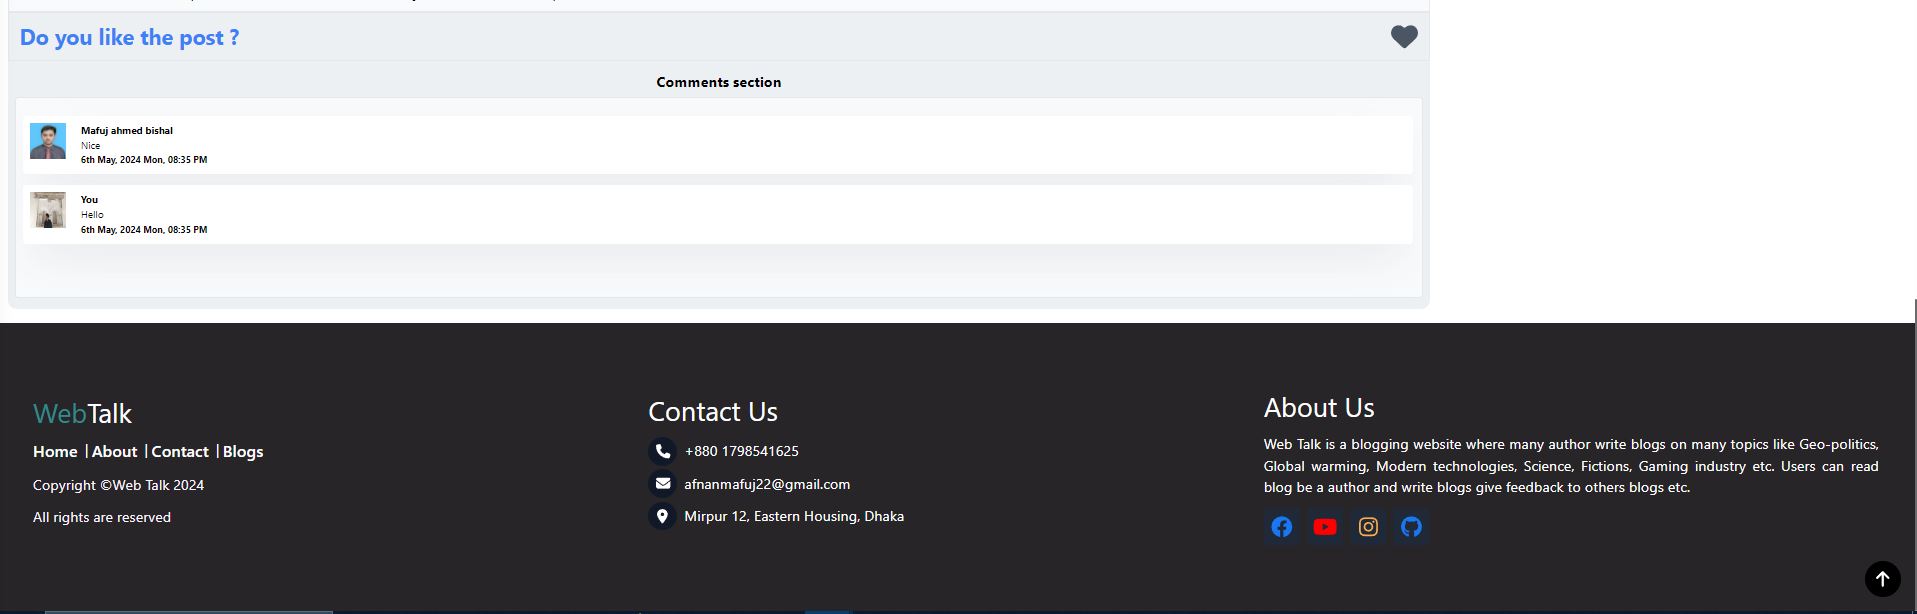 Do you like the post ?
Comments section
Mafuj ahmed bishal
Nice
6th May, 2024 Mon, 08:35 PM
You
Hello
6th May, 2024 Mon, 08:35 PM
WebTalk
Home | About | Contact | Blogs
Copyright ©Web Talk 2024
All rights are reserved
Contact Us
+880 1798541625
afnanmafuj22@gmail.com
Mirpur 12, Eastern Housing, Dhaka
About Us
Web Talk is a blogging website where many author write blogs on many topics like Geo-politics,
Global warming, Modern technologies, Science, Fictions, Gaming industry etc. Users can read
blog be a author and write blogs give feedback to others blogs etc.